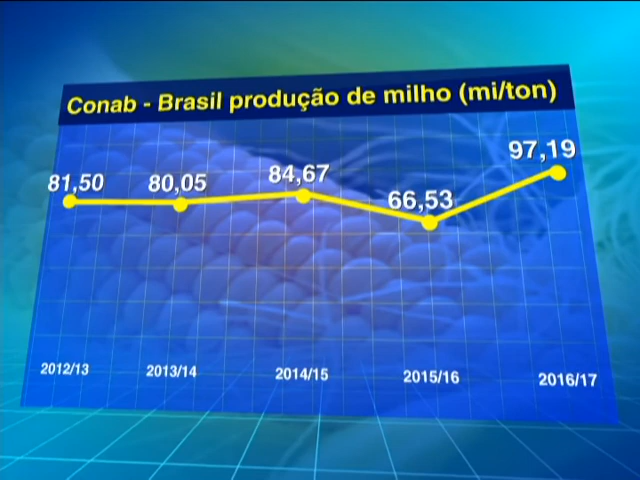 Conab - Brasil produção de milho (mi/ton)
81,50 80,05 84,67 66,53 97,19
2012/13 2013/14 2014/15 2015/16 2016/17